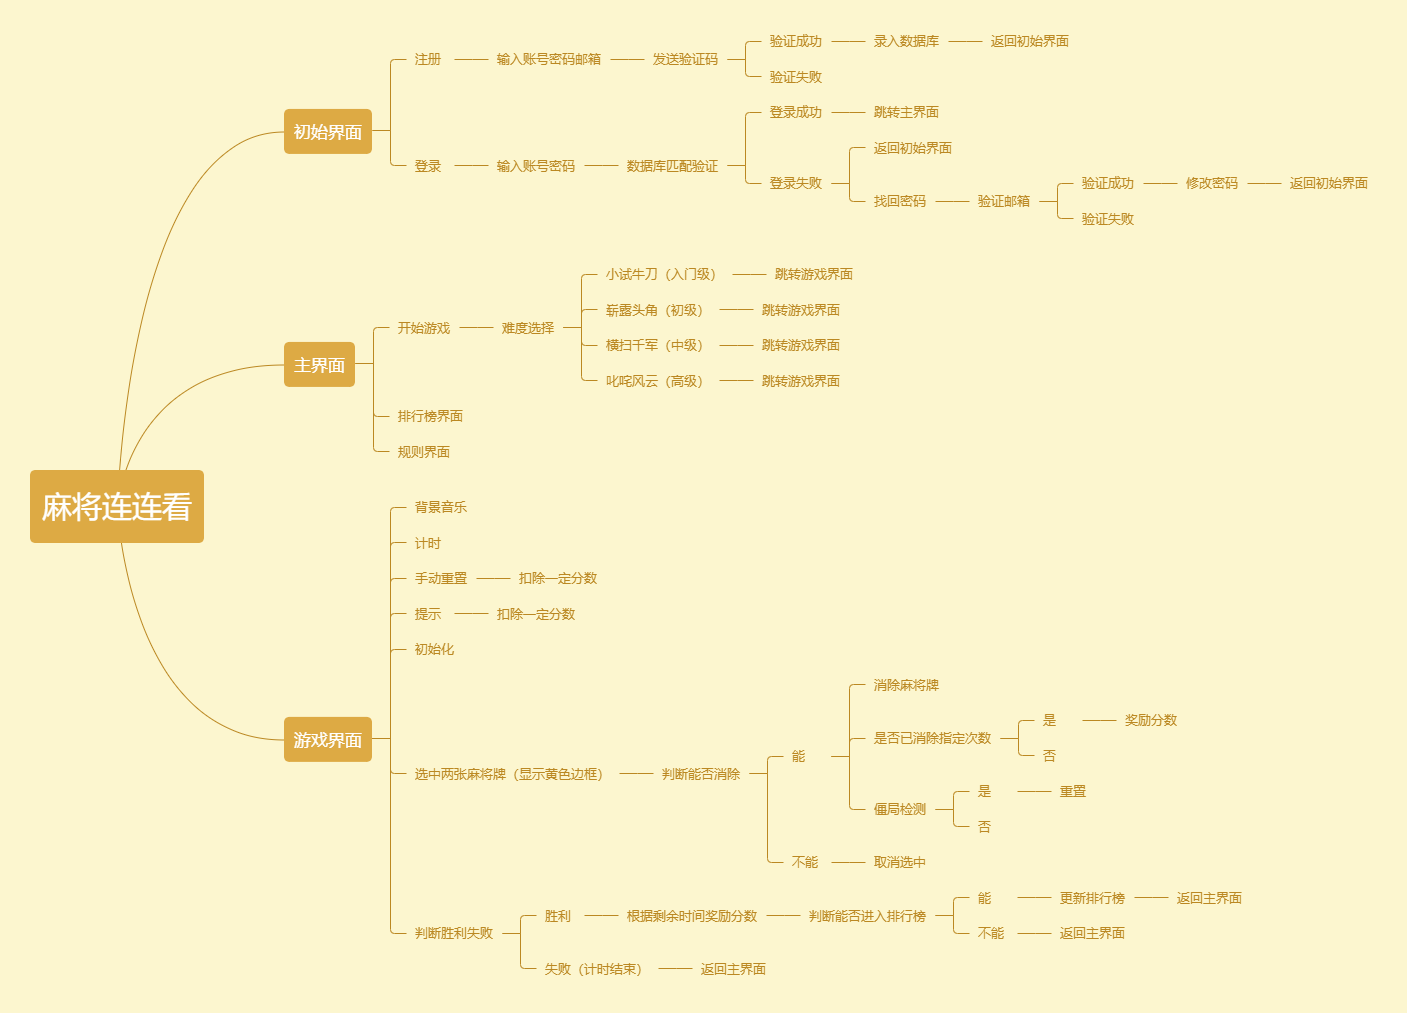 麻将连连看
初始界面
注册
输入账号密码邮箱
发送验证码
验证成功
录入数据库
返回初始界面
验证失败
登录
输入账号密码
数据库匹配验证
登录成功
跳转主界面
登录失败
返回初始界面
找回密码
验证邮箱
验证成功
修改密码
返回初始界面
验证失败
主界面
开始游戏
难度选择
小试牛刀（入门级）
跳转游戏界面
崭露头角（初级）
跳转游戏界面
横扫千军（中级）
跳转游戏界面
叱咤风云（高级）
跳转游戏界面
排行榜界面
规则界面
游戏界面
背景音乐
计时
手动重置
扣除一定分数
提示
扣除一定分数
初始化
选中两张麻将牌（显示黄色边框）
判断能否消除
能
消除麻将牌
是否已消除指定次数
是
奖励分数
否
僵局检测
是
重置
否
不能
取消选中
判断胜利失败
胜利
根据剩余时间奖励分数
判断能否进入排行榜
能
更新排行榜
返回主界面
不能
返回主界面
失败（计时结束）
返回主界面